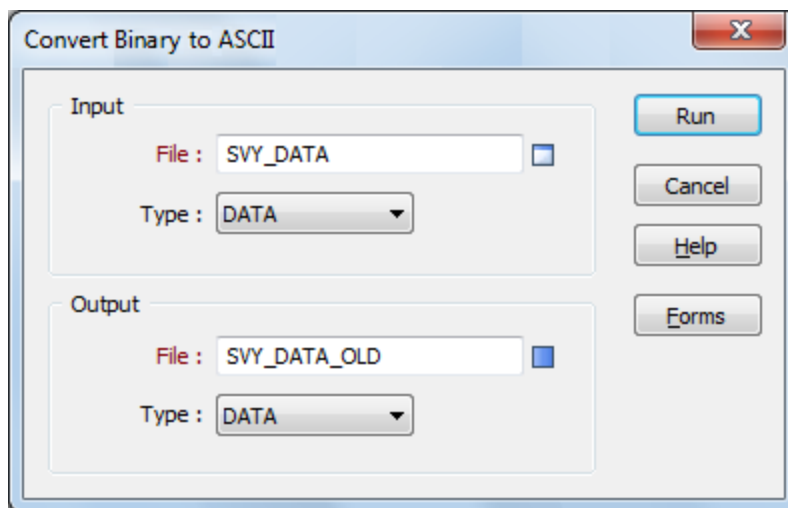 Convert Binary to ASCII
Input
File : SVY_DATA
Type : DATA
Output
File : SVY_DATA_OLD
Type : DATA
Run
Cancel
Help
Forms